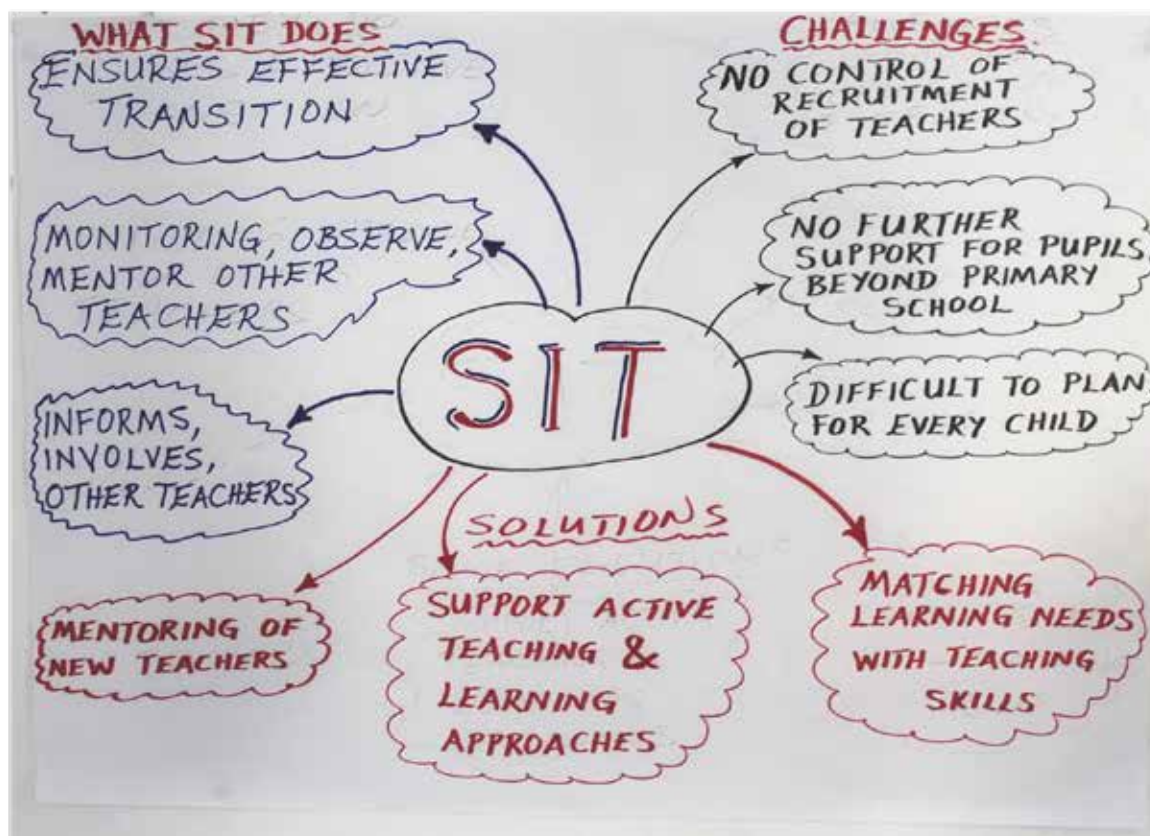 WHAT SIT DOES
ENSURES EFFECTIVE
TRANSITION
MONITORING, OBSERVE,
MENTOR OTHER
TEACHERS
INFORMS,
INVOLVES,
OTHER TEACHERS
CHALLENGES
NO CONTROL OF
RECRUITMENT
OF TEACHERS
NO FURTHER
SUPPORT FOR PUPILS
BEYOND PRIMARY
SCHOOL
DIFFICULT TO PLAN
FOR EVERY CHILD
SIT
SOLUTIONS
MENTORING OF
NEW TEACHERS
SUPPORT ACTIVE
TEACHING &
LEARNING
APPROACHES
MATCHING
LEARNING NEEDS
WITH TEACHING
SKILLS